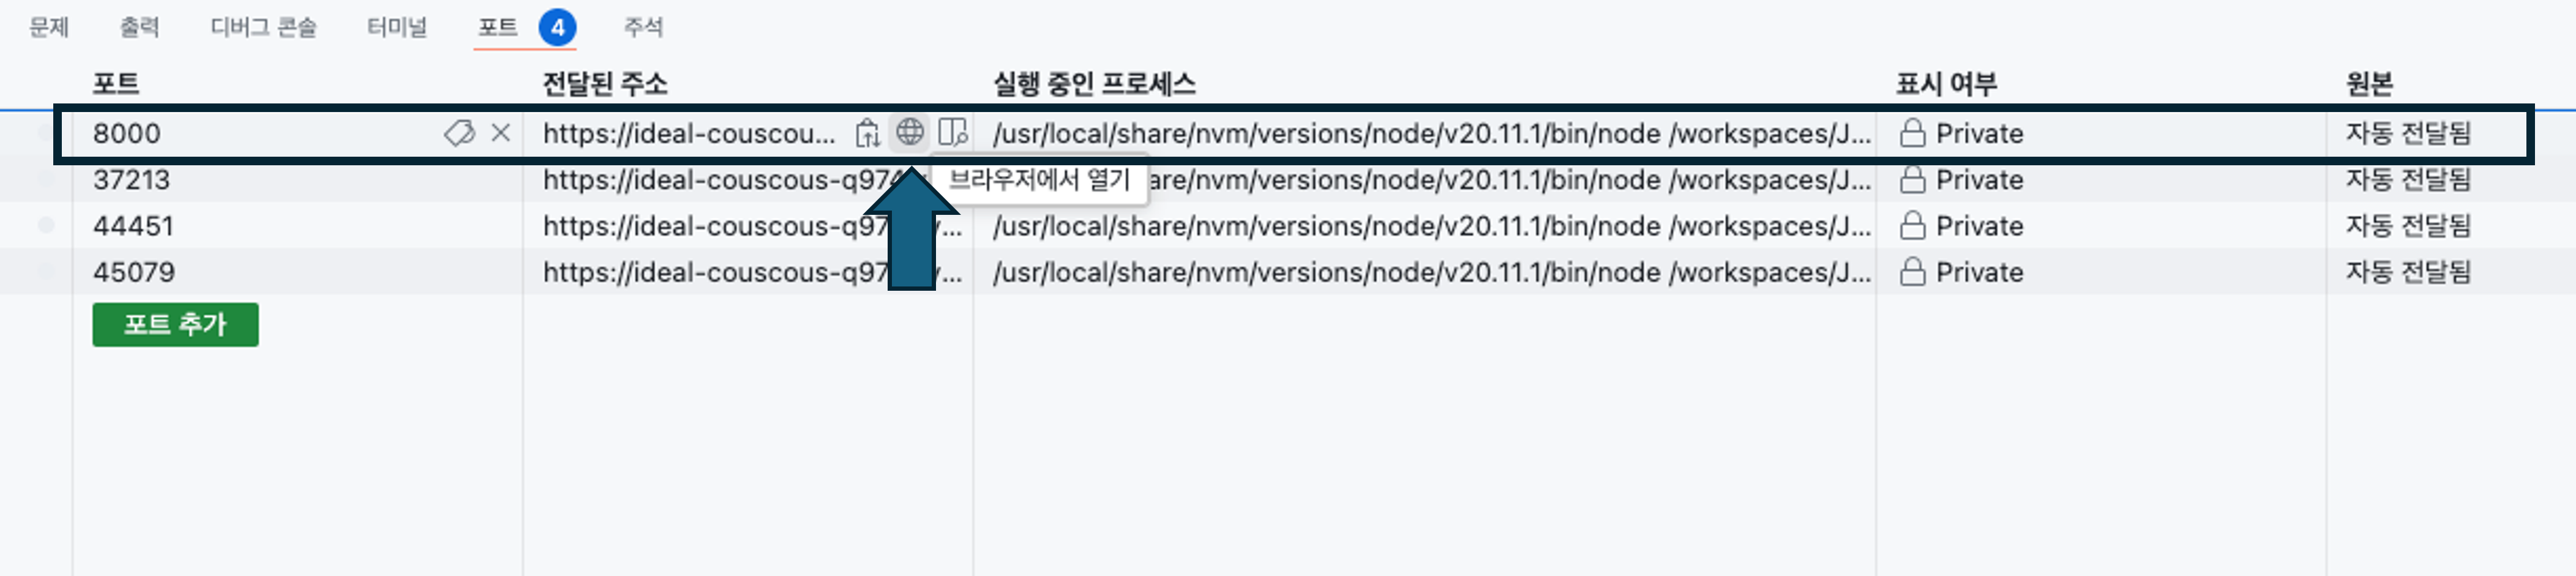 문제 출력 디버그 콘솔 터미널 포트 4 주석
포트 전달된 주소 실행 중인 프로세스 표시 여부 원본
8000 https://ideal-couscou... /usr/local/share/nvm/versions/node/v20.11.1/bin/node /workspaces/J... Private 자동 전달됨
브라우저에서 열기
37213 https://ideal-couscous-q974 are/nvm/versions/node/v20.11.1/bin/node /workspaces/J... Private 자동 전달됨
44451 https://ideal-couscous-q97 ... /usr/local/share/nvm/versions/node/v20.11.1/bin/node /workspaces/J... Private 자동 전달됨
45079 https://ideal-couscous-q97 ... /usr/local/share/nvm/versions/node/v20.11.1/bin/node /workspaces/J... Private 자동 전달됨
포트 추가